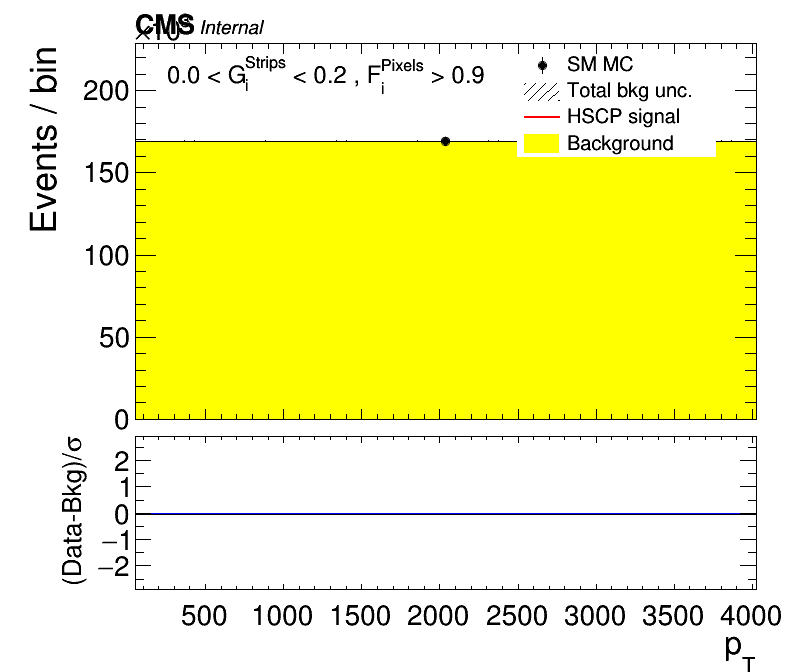 CMS Internal
×10³
Events / bin
200
150
100
50
0
0.0 < G_i^Strips < 0.2 , F_i^Pixels > 0.9
SM MC
Total bkg unc.
HSCP signal
Background
(Data-Bkg)/σ
2
1
0
−1
−2
500 1000 1500 2000 2500 3000 3500 4000
p_T